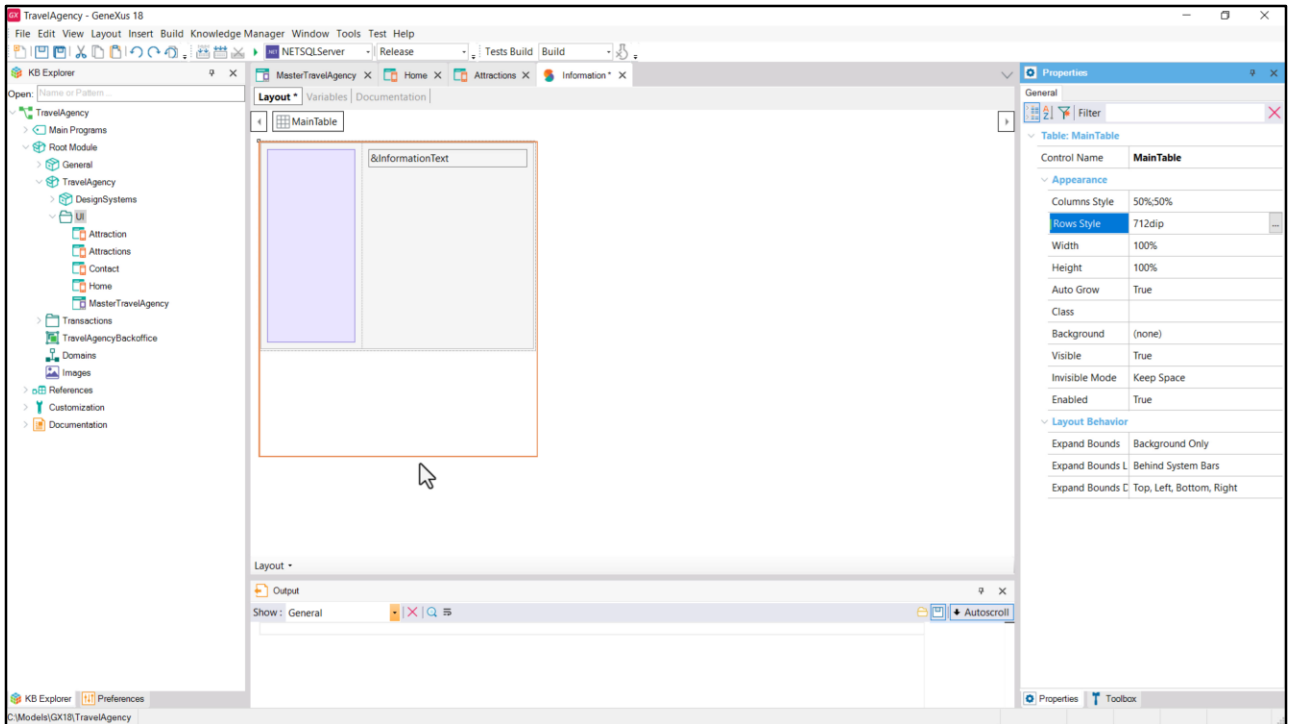 GX TravelAgency - GeneXus 18
File Edit View Layout Insert Build Knowledge Manager Window Tools Test Help
NETSQLServer Release Tests Build Build
KB Explorer
Open: Name or Pattern ...
TravelAgency
Main Programs
Root Module
General
TravelAgency
DesignSystems
UI
Attraction
Attractions
Contact
Home
MasterTravelAgency
Transactions
TravelAgencyBackoffice
Domains
Images
References
Customization
Documentation
KB Explorer Preferences
C:\Models\GX18\TravelAgency
MasterTravelAgency Home Attractions Information *
Layout * Variables Documentation
MainTable
&InformationText
Layout
Output
Show: General Autoscroll
Properties
General
Filter
Table: MainTable
Control Name MainTable
Appearance
Columns Style 50%;50%
Rows Style 712dip ...
Width 100%
Height 100%
Auto Grow True
Class
Background (none)
Visible True
Invisible Mode Keep Space
Enabled True
Layout Behavior
Expand Bounds Background Only
Expand Bounds L Behind System Bars
Expand Bounds D Top, Left, Bottom, Right
Properties Toolbox